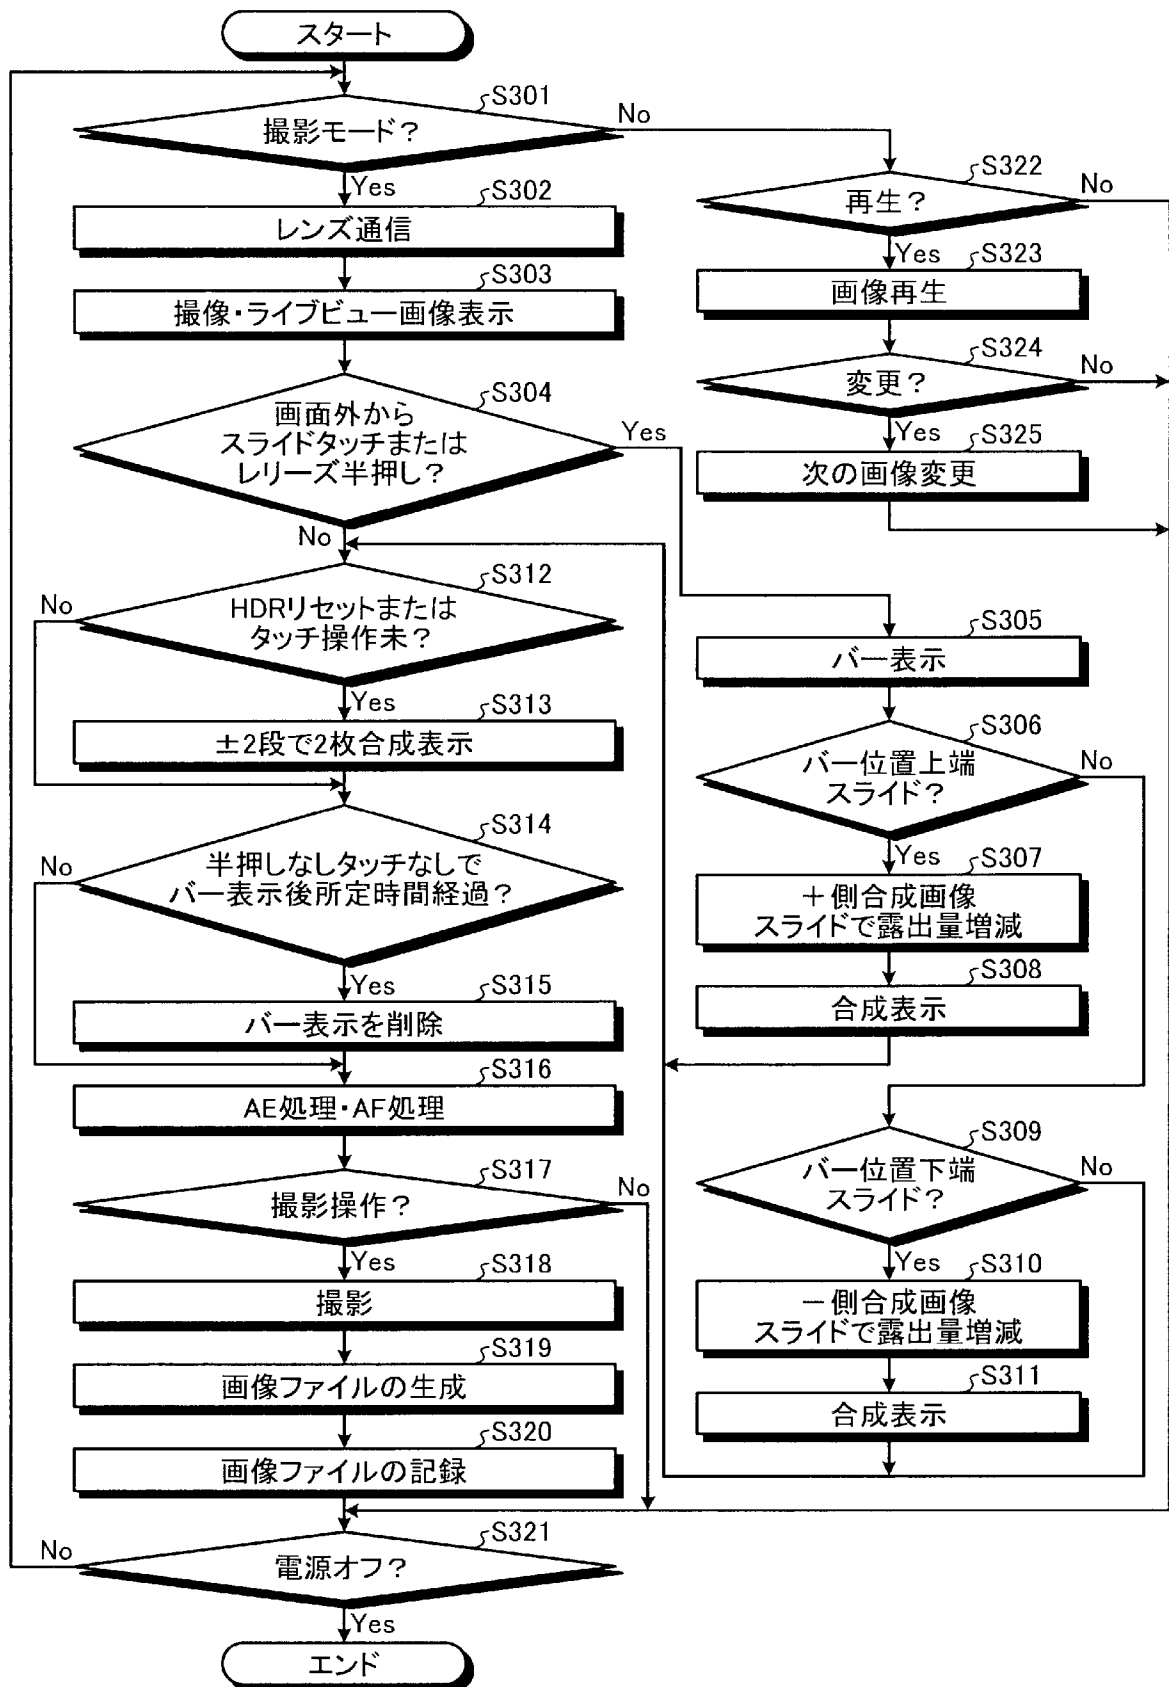 スタート
S301
撮影モード?
No
Yes
S302
レンズ通信
S303
撮像・ライブビュー画像表示
S304
画面外から
スライドタッチまたは
レリーズ半押し?
Yes
No
S312
HDRリセットまたは
タッチ操作未?
No
Yes
S313
±2段で2枚合成表示
S314
半押しなしタッチなしで
バー表示後所定時間経過?
No
Yes
S315
バー表示を削除
S316
AE処理・AF処理
S317
撮影操作?
No
Yes
S318
撮影
S319
画像ファイルの生成
S320
画像ファイルの記録
S321
電源オフ?
No
Yes
エンド
S322
再生?
No
Yes
S323
画像再生
S324
変更?
No
Yes
S325
次の画像変更
S305
バー表示
S306
バー位置上端
スライド?
No
Yes
S307
+側合成画像
スライドで露出量増減
S308
合成表示
S309
バー位置下端
スライド?
No
Yes
S310
−側合成画像
スライドで露出量増減
S311
合成表示